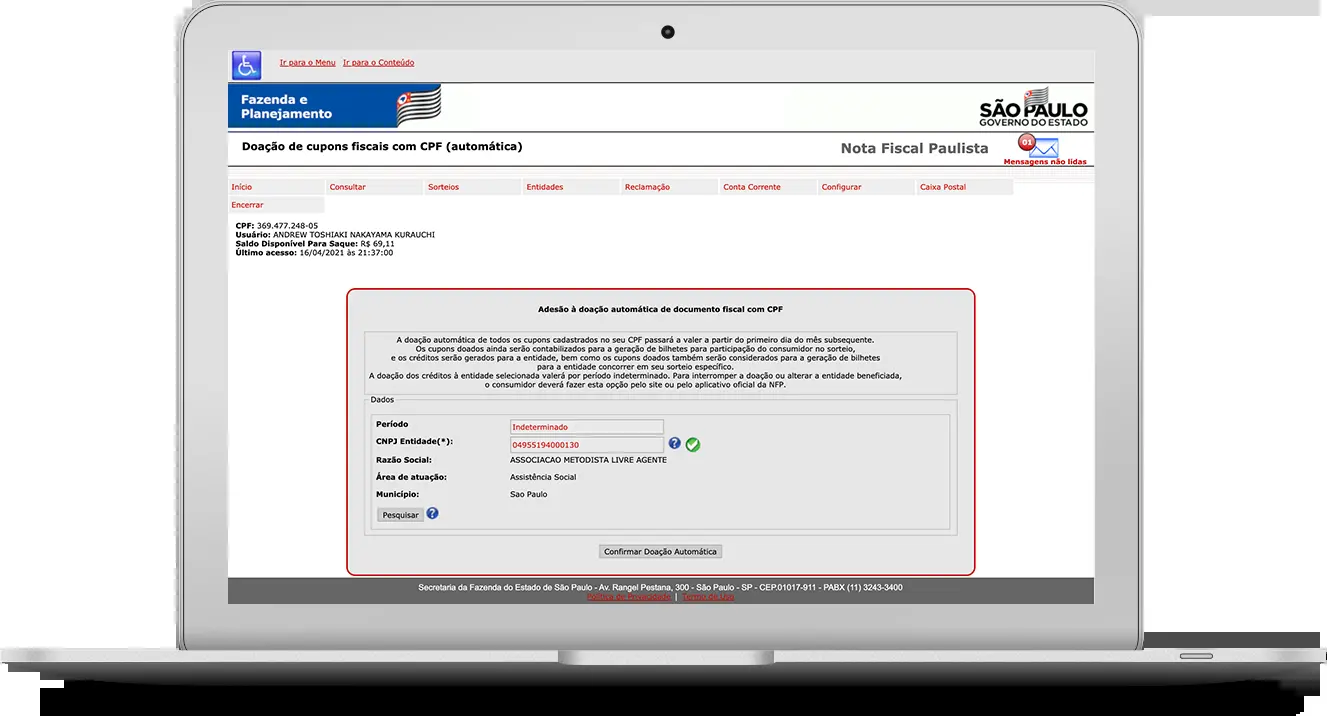 Ir para o Menu Ir para o Conteúdo
Fazenda e
Planejamento
SÃO PAULO
GOVERNO DO ESTADO
Doação de cupons fiscais com CPF (automática)
Nota Fiscal Paulista
01
Mensagens não lidas
Início Consultar Sorteios Entidades Reclamação Conta Corrente Configurar Caixa Postal
Encerrar
CPF: 369.477.248-05
Usuário: ANDREW TOSHIAKI NAKAYAMA KURAUCHI
Saldo Disponível Para Saque: R$ 69,11
Último acesso: 16/04/2021 às 21:37:00
Adesão à doação automática de documento fiscal com CPF
A doação automática de todos os cupons cadastrados no seu CPF passará a valer a partir do primeiro dia do mês subsequente.
Os cupons doados ainda serão contabilizados para a geração de bilhetes para participação do consumidor no sorteio,
e os créditos serão gerados para a entidade, bem como os cupons doados também serão considerados para a geração de bilhetes
para a entidade concorrer em seu sorteio específico.
A doação dos créditos à entidade selecionada valerá por período indeterminado. Para interromper a doação ou alterar a entidade beneficiada,
o consumidor deverá fazer esta opção pelo site ou pelo aplicativo oficial da NFP.
Dados
Período Indeterminado
CNPJ Entidade(*): 04955194000130 ?
Razão Social: ASSOCIACAO METODISTA LIVRE AGENTE
Área de atuação: Assistência Social
Município: Sao Paulo
Pesquisar ?
Confirmar Doação Automática
Secretaria da Fazenda do Estado de São Paulo - Av. Rangel Pestana, 300 - São Paulo - SP - CEP.01017-911 - PABX (11) 3243-3400
Política de Privacidade | Termo de Uso